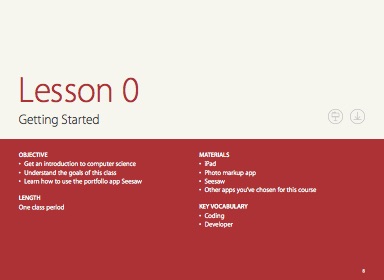 Lesson 0
Getting Started
OBJECTIVE
• Get an introduction to computer science
• Understand the goals of this class
• Learn how to use the portfolio app Seesaw
LENGTH
One class period
MATERIALS
• iPad
• Photo markup app
• Seesaw
• Other apps you've chosen for this course
KEY VOCABULARY
• Coding
• Developer
8